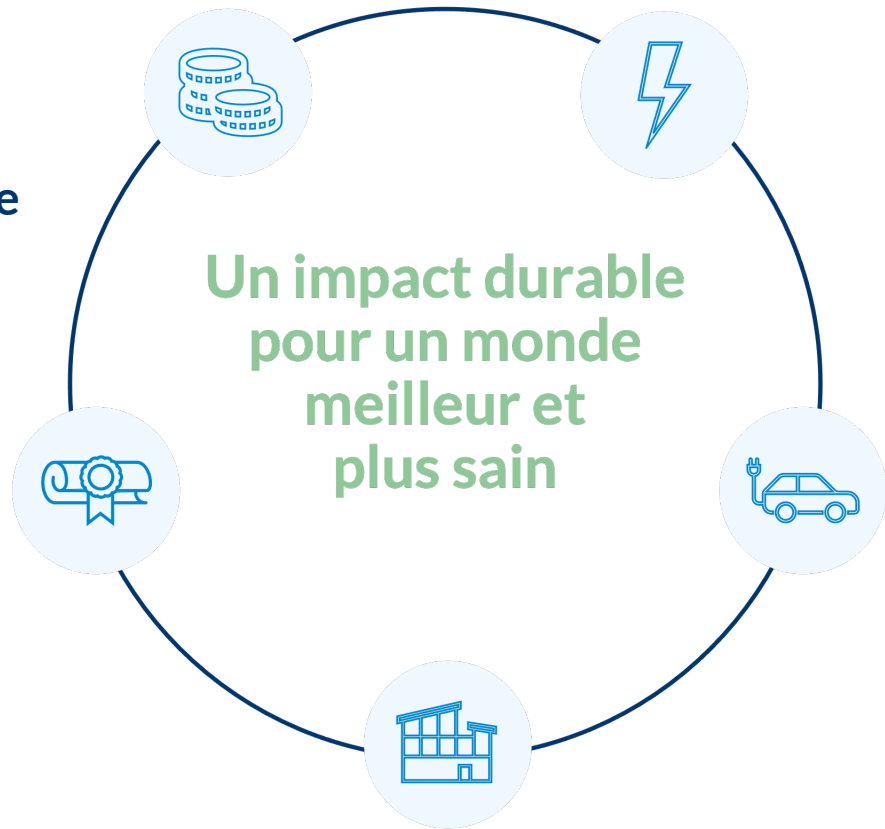 e
Un impact durable
pour un monde
meilleur et
plus sain